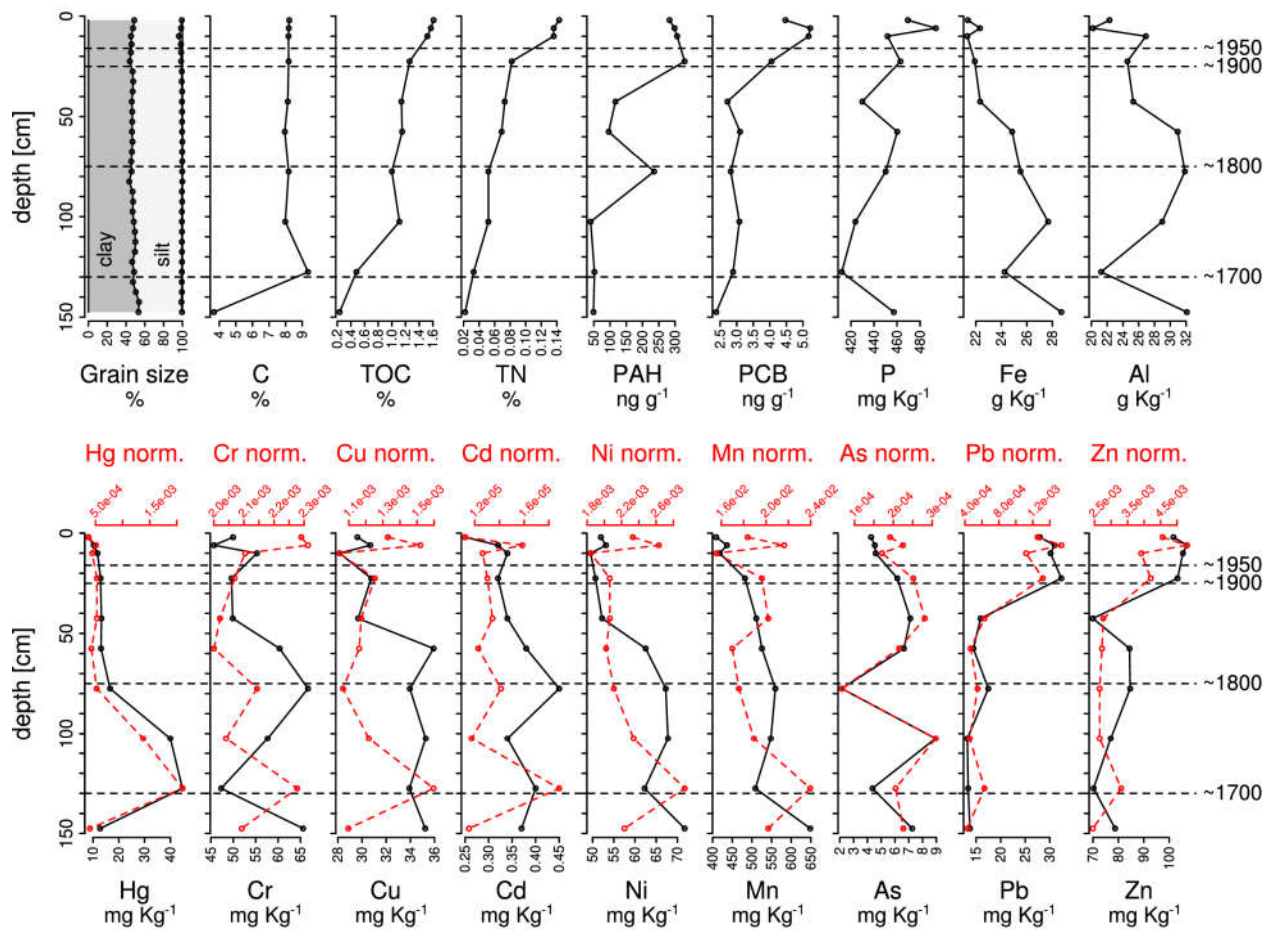 0
50
100
150
depth [cm]
clay
silt
~1950
~1900
~1800
~1700
0 20 40 60 80 100
4 5 6 7 8 9
0.2 0.4 0.6 0.8 1.0 1.2 1.4 1.6
0.02 0.04 0.06 0.08 0.10 0.12 0.14
50 100 150 200 250 300
2.5 3.0 3.5 4.0 4.5 5.0
420 440 460 480
22 24 26 28
20 22 24 26 28 30 32
Grain size C TOC TN PAH PCB P Fe Al
% % % % ng g⁻¹ ng g⁻¹ mg Kg⁻¹ g Kg⁻¹ g Kg⁻¹
Hg norm. Cr norm. Cu norm. Cd norm. Ni norm. Mn norm. As norm. Pb norm. Zn norm.
5.0e-04 1.5e-03
2.0e-03 2.1e-03 2.2e-03 2.3e-03
1.1e-03 1.3e-03 1.5e-03
1.2e-05 1.6e-05
1.8e-03 2.2e-03 2.6e-03
1.6e-02 2.0e-02 2.4e-02
1e-04 2e-04 3e-04
4.0e-04 8.0e-04 1.2e-03
2.5e-03 3.5e-03 4.5e-03
0
50
100
150
depth [cm]
~1950
~1900
~1800
~1700
10 20 30 40
45 50 55 60 65
28 30 32 34 36
0.25 0.30 0.35 0.40 0.45
50 55 60 65 70
400 450 500 550 600 650
2 3 4 5 6 7 8 9
15 20 25 30
70 80 90 100
Hg Cr Cu Cd Ni Mn As Pb Zn
mg Kg⁻¹ mg Kg⁻¹ mg Kg⁻¹ mg Kg⁻¹ mg Kg⁻¹ mg Kg⁻¹ mg Kg⁻¹ mg Kg⁻¹ mg Kg⁻¹